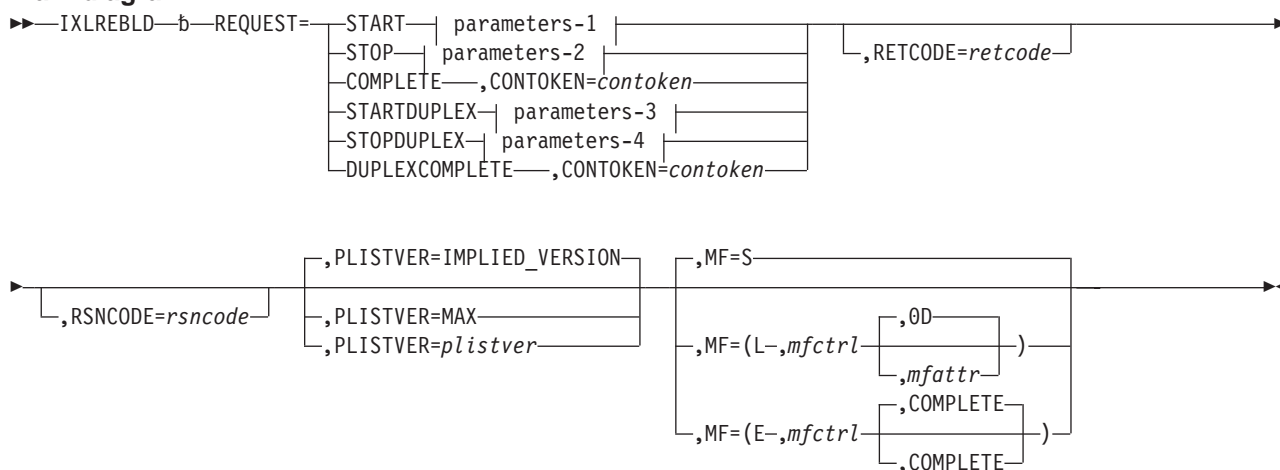 IXLREBLD ƀ REQUEST= START parameters-1
STOP parameters-2 ,RETCODE=retcode
COMPLETE ,CONTOKEN=contoken
STARTDUPLEX parameters-3
STOPDUPLEX parameters-4
DUPLEXCOMPLETE ,CONTOKEN=contoken
,PLISTVER=IMPLIED_VERSION ,MF=S
,RSNCODE=rsncode ,PLISTVER=MAX ,0D
,PLISTVER=plistver ,MF=(L ,mfctrl )
,mfattr
,COMPLETE
,MF=(E ,mfctrl )
,COMPLETE